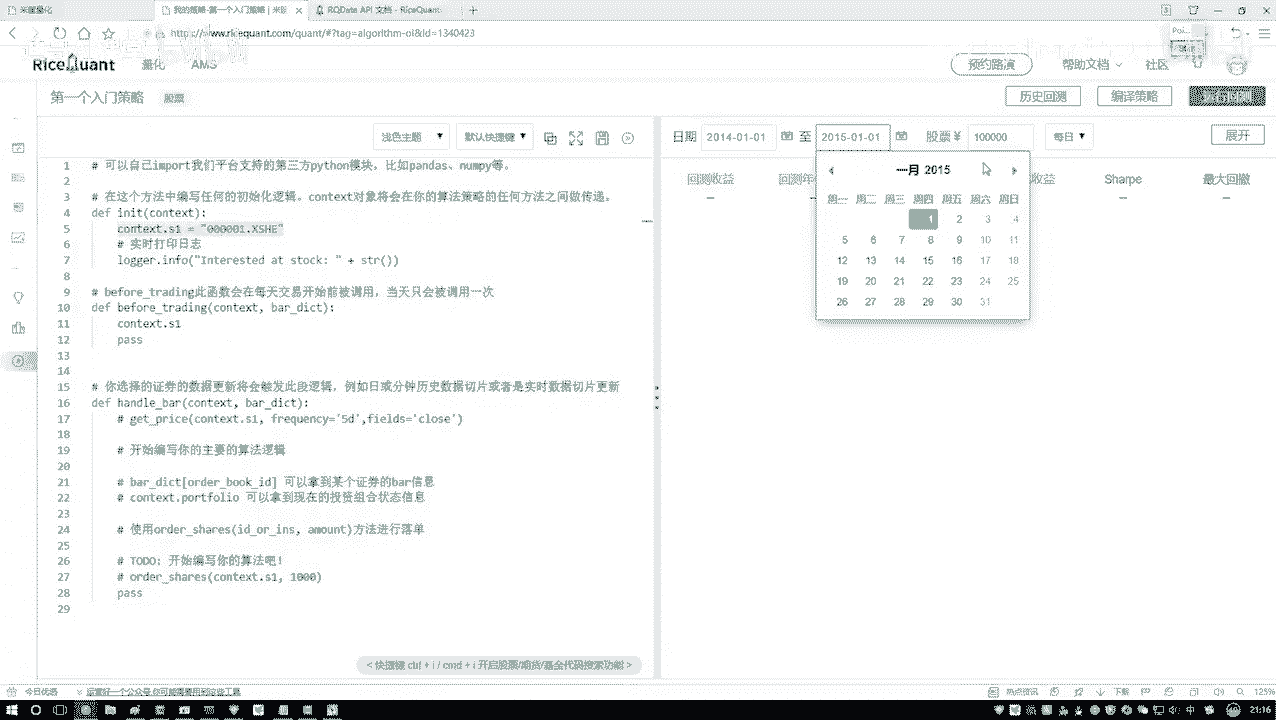 米筐量化
我的策略-第一个入门策略 | 米筐
RQData API 文档 - RiceQuant
http://www.ricequant.com/quant/#?tag=algorithm-oi&id=1340423
RiceQuant
量化
AMS
预约路演
帮助文档
社区
第一个入门策略
股票
历史回测
编译策略
浅色主题
默认快捷键
日期 2014-01-01 至 2015-01-01 股票 ¥ 100000 每日
展开
回测收益
Sharpe
最大回撤
一月 2015
周一 周二 周三 周四 周五 周六 周日
1 2 3 4
5 6 7 8 9 10 11
12 13 14 15 16 17 18
19 20 21 22 23 24 25
26 27 28 29 30 31
1 # 可以自己import我们平台支持的第三方python模块，比如pandas、numpy等。
2
3 # 在这个方法中编写任何的初始化逻辑。context对象将会在你的算法策略的任何方法之间做传递。
4 def init(context):
5 context.s1 = "000001.XSHE"
6 # 实时打印日志
7 logger.info("Interested at stock: " + str())
8
9 # before_trading此函数会在每天交易开始前被调用，当天只会被调用一次
10 def before_trading(context, bar_dict):
11 context.s1
12 pass
13
14
15 # 你选择的证券的数据更新将会触发此段逻辑，例如日或分钟历史数据切片或者是实时数据切片更新
16 def handle_bar(context, bar_dict):
17 # get_price(context.s1, frequency='5d',fields='close')
18
19 # 开始编写你的主要的算法逻辑
20
21 # bar_dict[order_book_id] 可以拿到某个证券的bar信息
22 # context.portfolio 可以拿到现在的投资组合状态信息
23
24 # 使用order_shares(id_or_ins, amount)方法进行落单
25
26 # TODO: 开始编写你的算法吧！
27 # order_shares(context.s1, 1000)
28 pass
29
< 快捷键 ctrl + i / cmd + i 开启股票/期货/基金代码搜索功能 >
今日优选
热点资讯
下载
125%
21:16